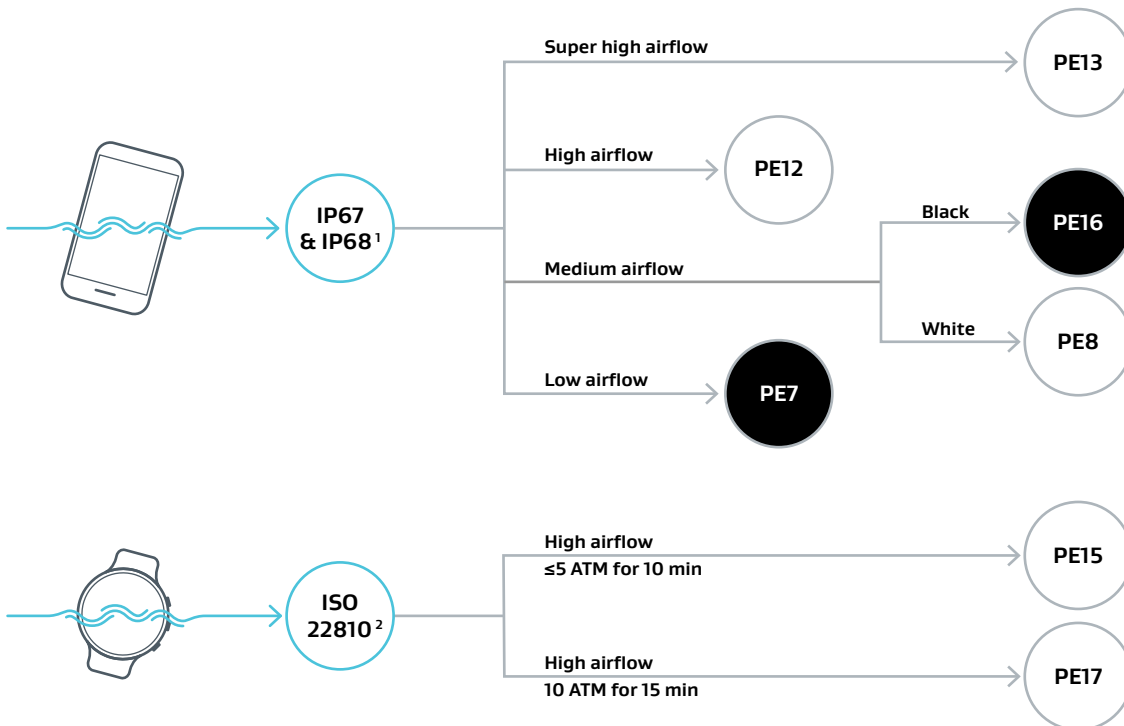 Super high airflow
PE13
High airflow
PE12
IP67
& IP68 ¹
Black
PE16
Medium airflow
White
PE8
Low airflow
PE7
High airflow
≤5 ATM for 10 min
PE15
ISO
22810 ²
High airflow
10 ATM for 15 min
PE17